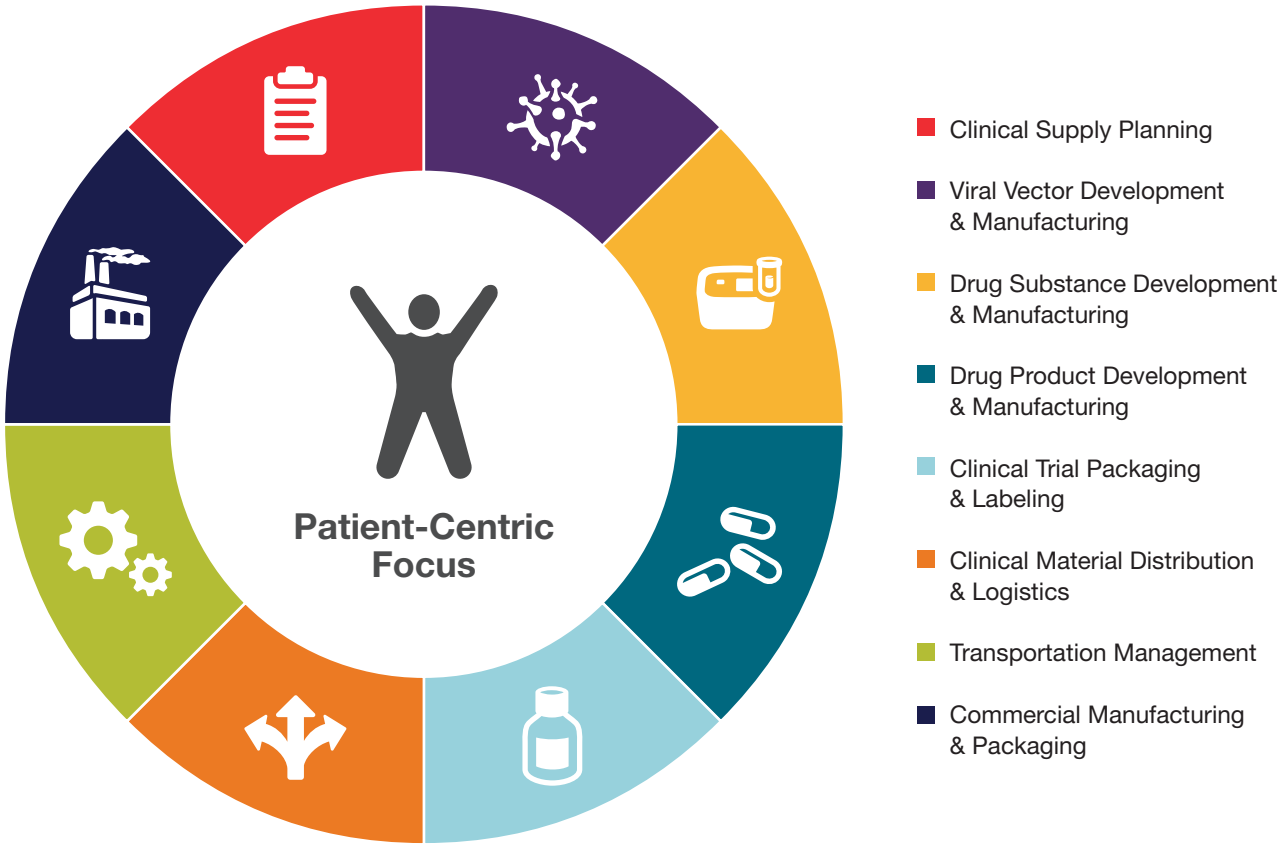 Patient-Centric
Focus
Clinical Supply Planning
Viral Vector Development
& Manufacturing
Drug Substance Development
& Manufacturing
Drug Product Development
& Manufacturing
Clinical Trial Packaging
& Labeling
Clinical Material Distribution
& Logistics
Transportation Management
Commercial Manufacturing
& Packaging